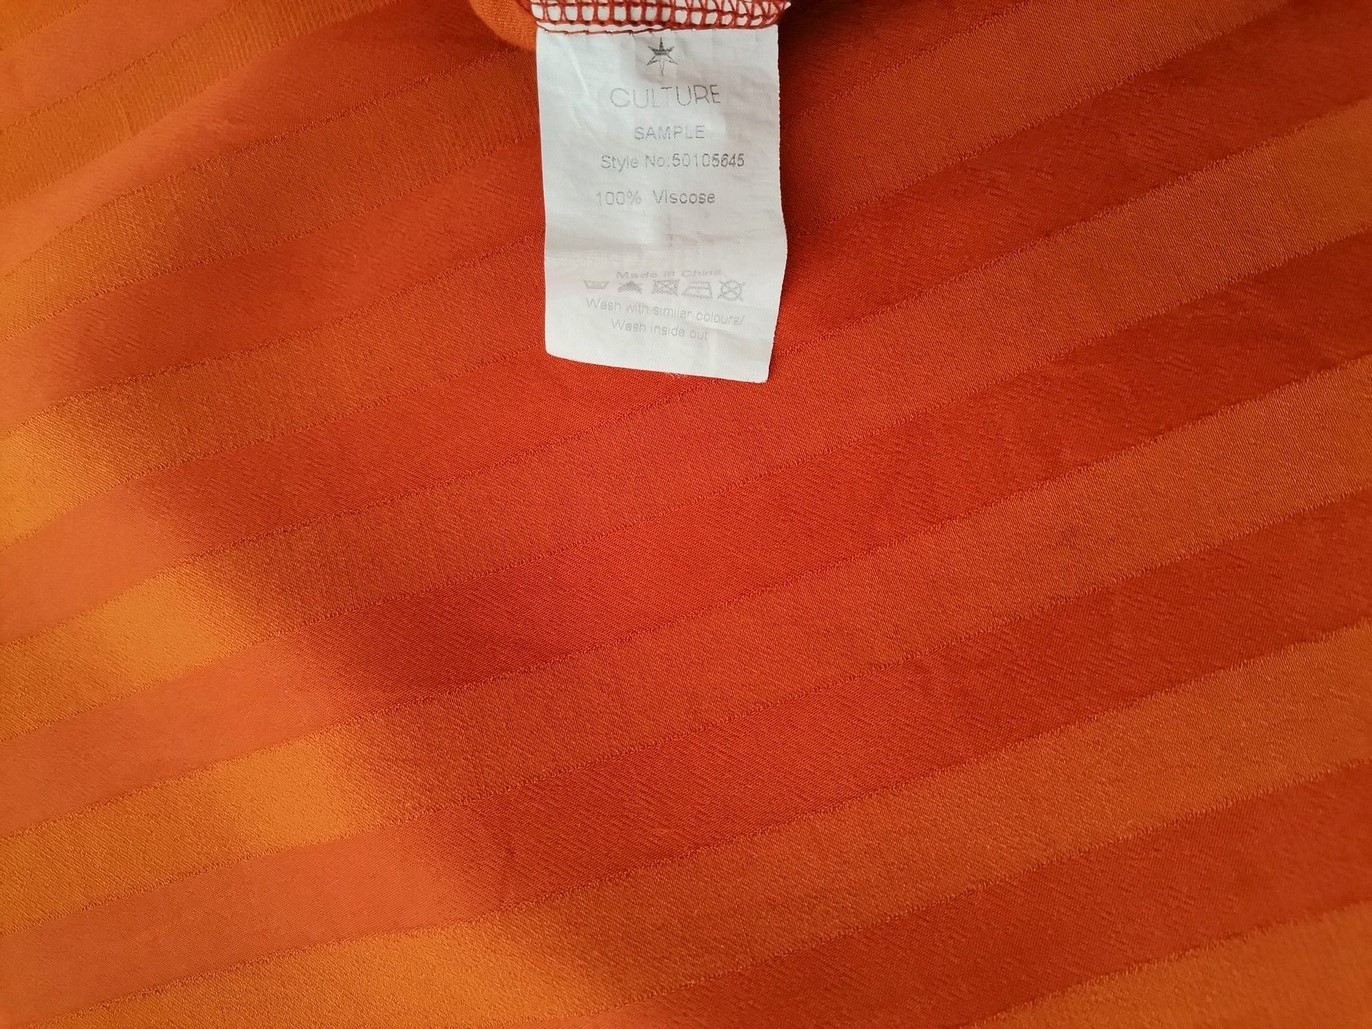 CULTURE
SAMPLE
Style No:50105645
100% Viscose
Made in China
Wash with similar colours/
Wash inside out